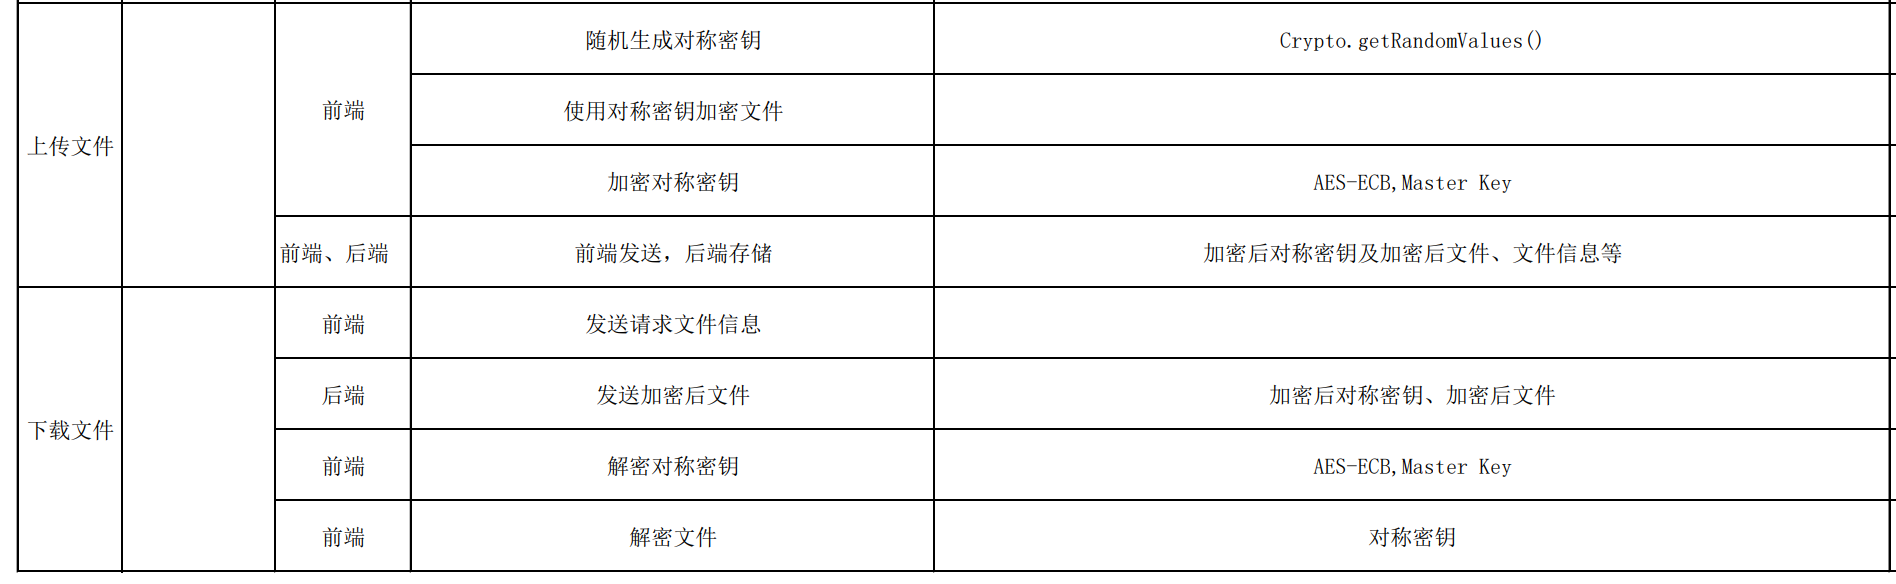 上传文件
前端
随机生成对称密钥
Crypto.getRandomValues()
使用对称密钥加密文件
加密对称密钥
AES-ECB,Master Key
前端、后端
前端发送，后端存储
加密后对称密钥及加密后文件、文件信息等
下载文件
前端
发送请求文件信息
后端
发送加密后文件
加密后对称密钥、加密后文件
前端
解密对称密钥
AES-ECB,Master Key
前端
解密文件
对称密钥